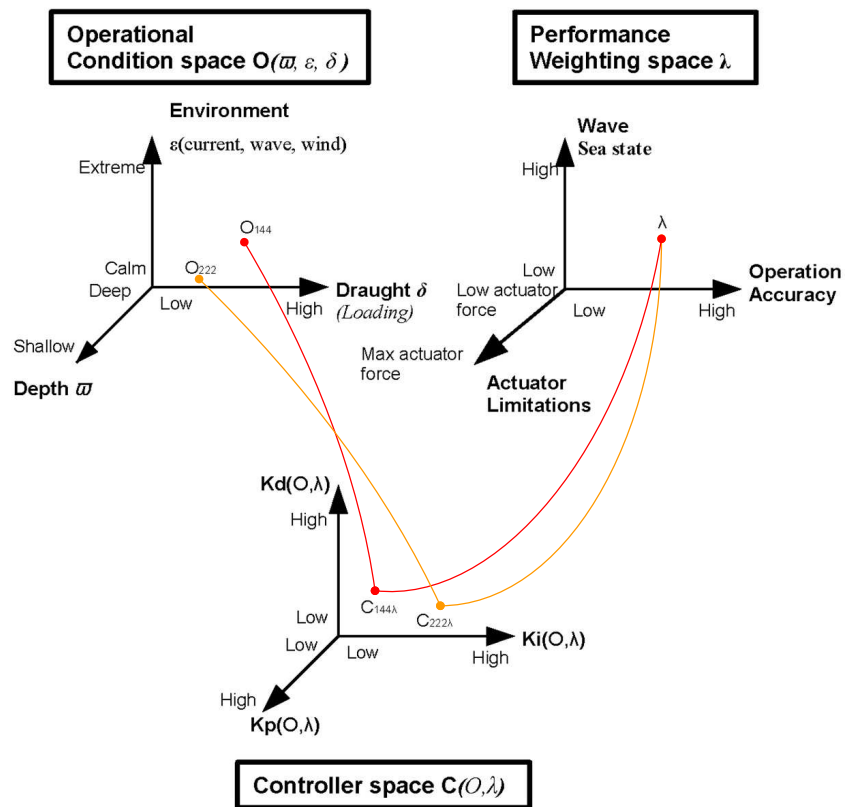 Operational
Condition space O(ϖ, ε, δ)
Performance
Weighting space λ
Environment
ε(current, wave, wind)
Extreme
O144
O222
Calm
Deep
Low
High
Draught δ
(Loading)
Shallow
Depth ϖ
Wave
Sea state
High
λ
Low
Low actuator
force
Low
High
Operation
Accuracy
Max actuator
force
Actuator
Limitations
Kd(O,λ)
High
C144λ
C222λ
Low
Low
Low
High
Ki(O,λ)
High
Kp(O,λ)
Controller space C(O,λ)